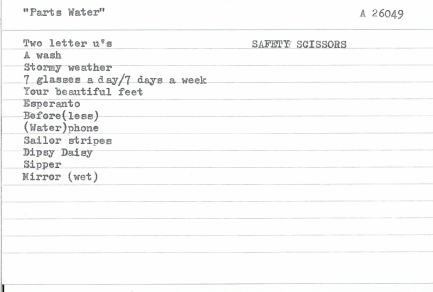 "Parts Water" A 26049
Two letter u's SAFETY SCISSORS
A wash
Stormy weather
7 glasses a day/7 days a week
Your beautiful feet
Esperanto
Before(less)
(Water)phone
Sailor stripes
Dipsy Daisy
Sipper
Mirror (wet)